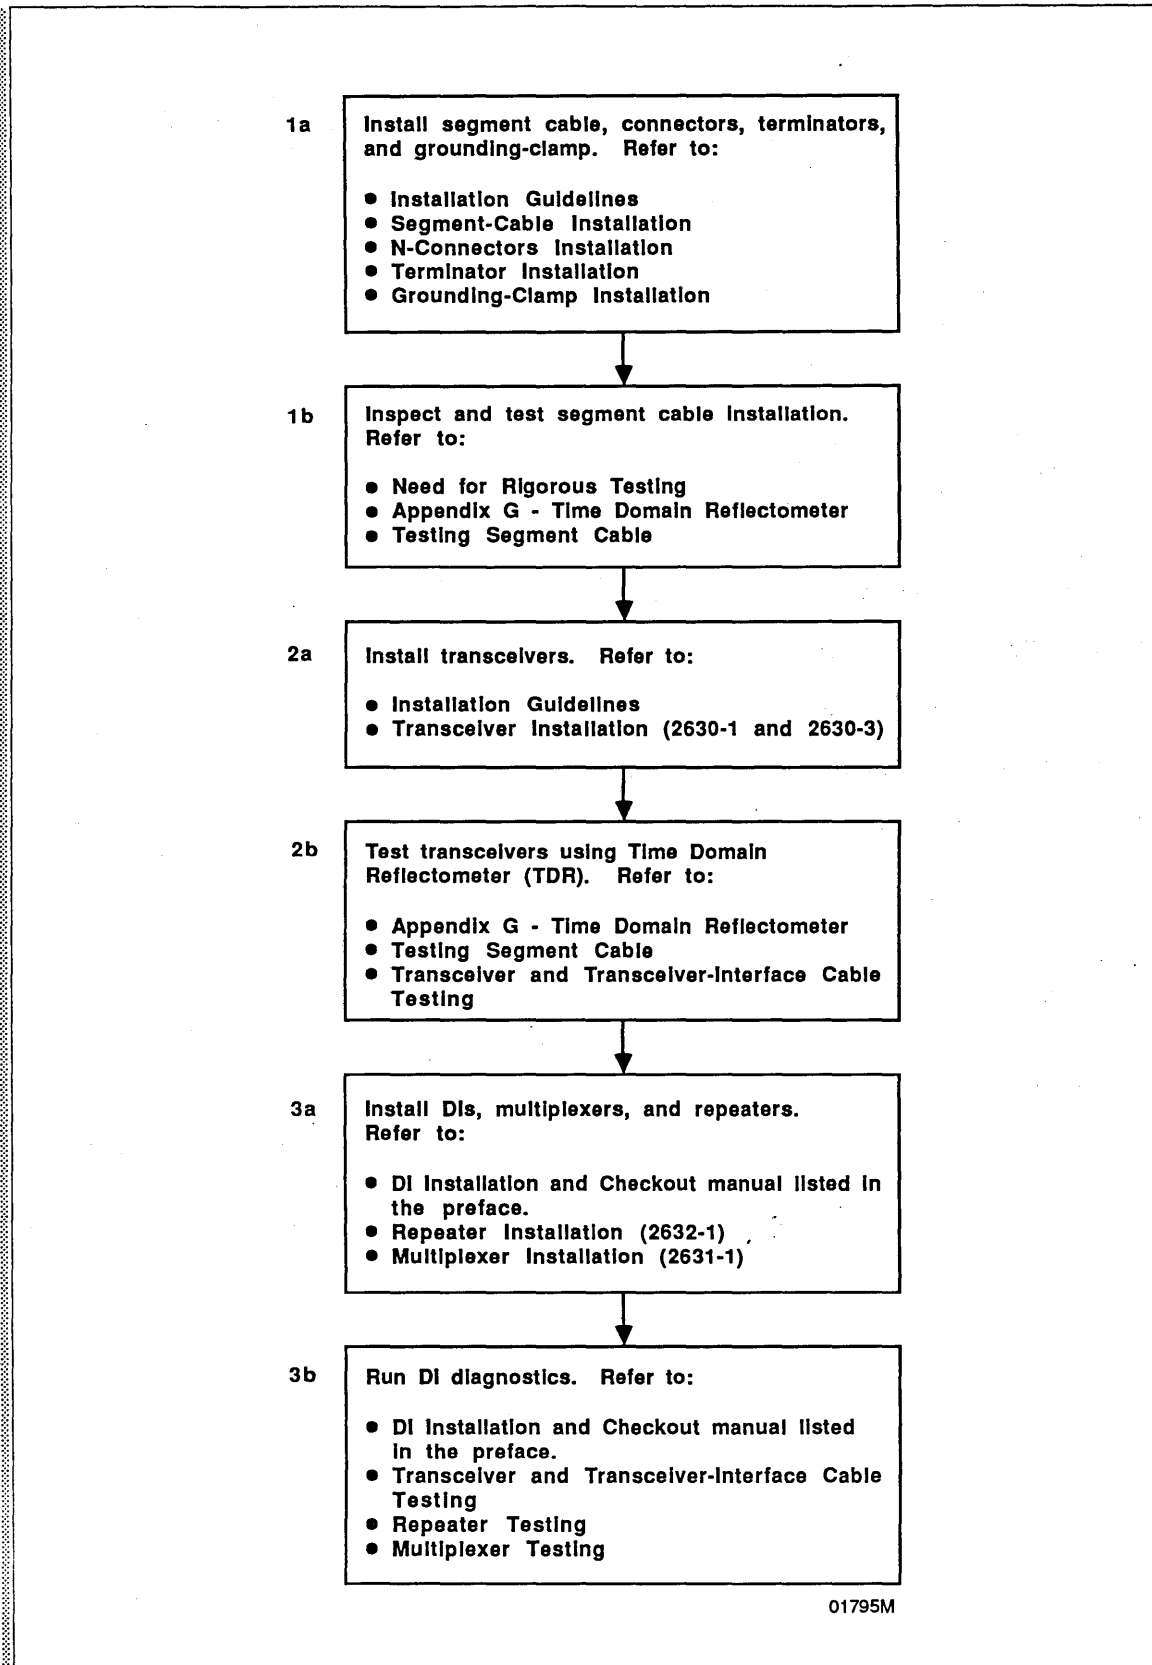 1a
Install segment cable, connectors, terminators,
and grounding-clamp. Refer to:
● Installation Guidelines
● Segment-Cable Installation
● N-Connectors Installation
● Terminator Installation
● Grounding-Clamp Installation
1b
Inspect and test segment cable installation.
Refer to:
● Need for Rigorous Testing
● Appendix G - Time Domain Reflectometer
● Testing Segment Cable
2a
Install transceivers. Refer to:
● Installation Guidelines
● Transceiver Installation (2630-1 and 2630-3)
2b
Test transceivers using Time Domain
Reflectometer (TDR). Refer to:
● Appendix G - Time Domain Reflectometer
● Testing Segment Cable
● Transceiver and Transceiver-Interface Cable
Testing
3a
Install DIs, multiplexers, and repeaters.
Refer to:
● DI Installation and Checkout manual listed in
the preface.
● Repeater Installation (2632-1)
● Multiplexer Installation (2631-1)
3b
Run DI diagnostics. Refer to:
● DI Installation and Checkout manual listed
in the preface.
● Transceiver and Transceiver-Interface Cable
Testing
● Repeater Testing
● Multiplexer Testing
01795M